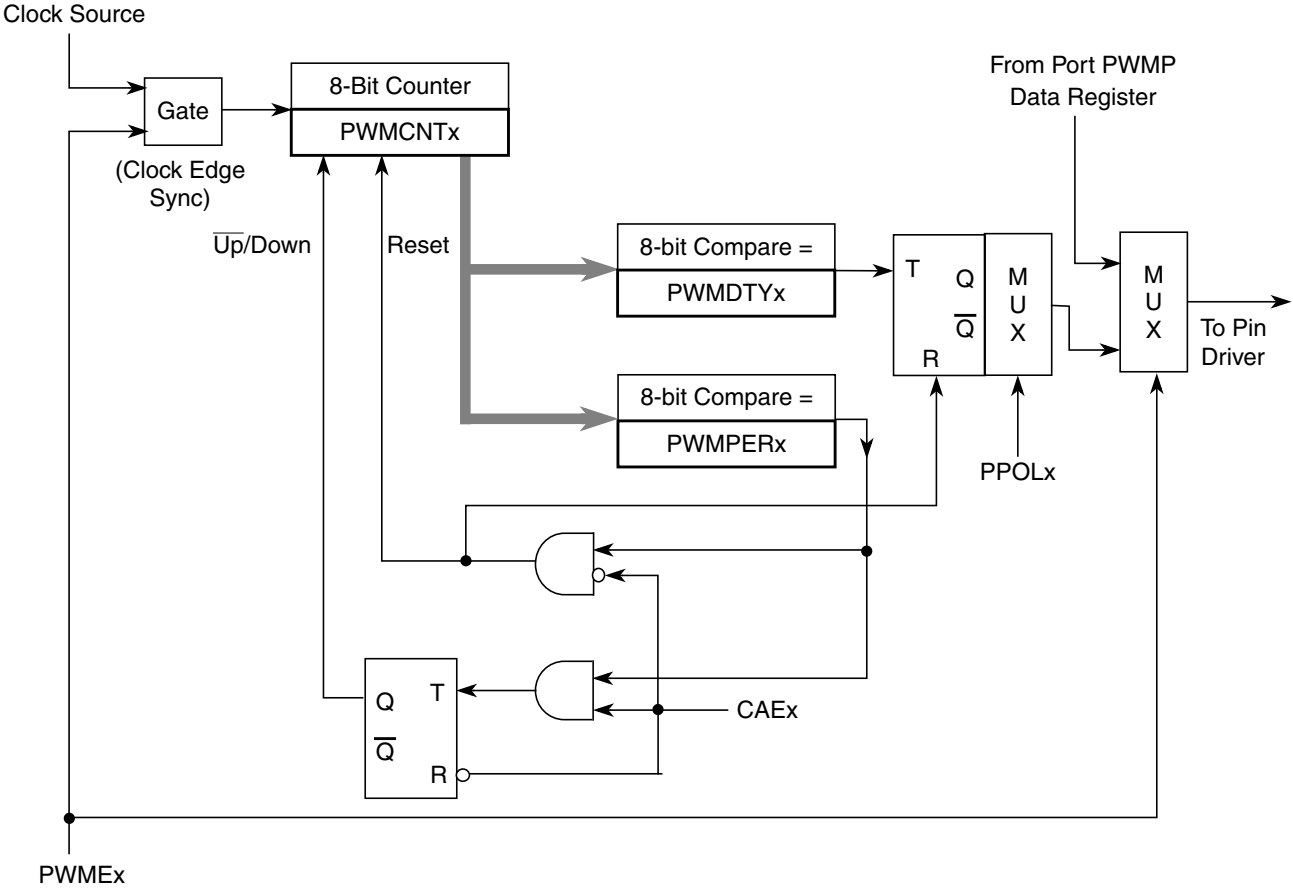 Clock Source
From Port PWMP
Data Register
8-Bit Counter
Gate
PWMCNTx
(Clock Edge
Sync)
U̅p̅/Down
Reset
8-bit Compare =
PWMDTYx
T
Q
Q̅
R
M
U
X
M
U
X
To Pin
Driver
8-bit Compare =
PWMPERx
PPOLx
Q
T
Q̅
R
CAEx
PWMEx